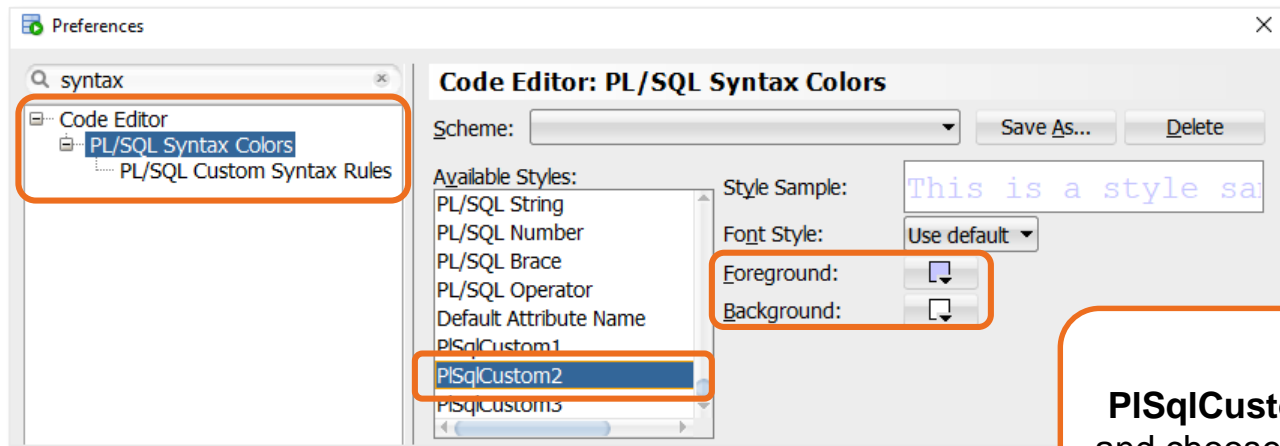 Preferences
syntax
Code Editor
PL/SQL Syntax Colors
PL/SQL Custom Syntax Rules
Code Editor: PL/SQL Syntax Colors
Scheme:
Save As...
Delete
Available Styles:
PL/SQL String
PL/SQL Number
PL/SQL Brace
PL/SQL Operator
Default Attribute Name
PlSqlCustom1
PlSqlCustom2
PlSqlCustom3
Style Sample:
This is a style
Font Style:
Use default
Foreground:
Background:
and choose